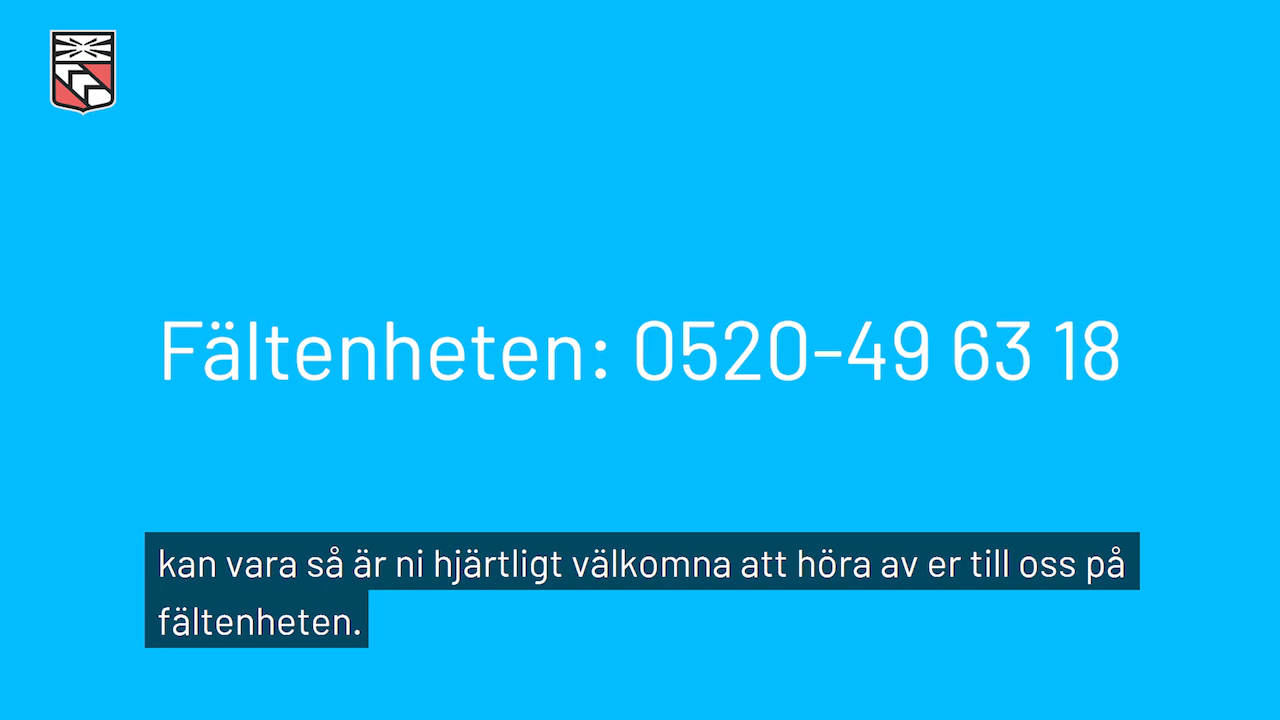 Fältenheten: 0520-49 63 18
kan vara så är ni hjärtligt välkomna att höra av er till oss på
fältenheten.